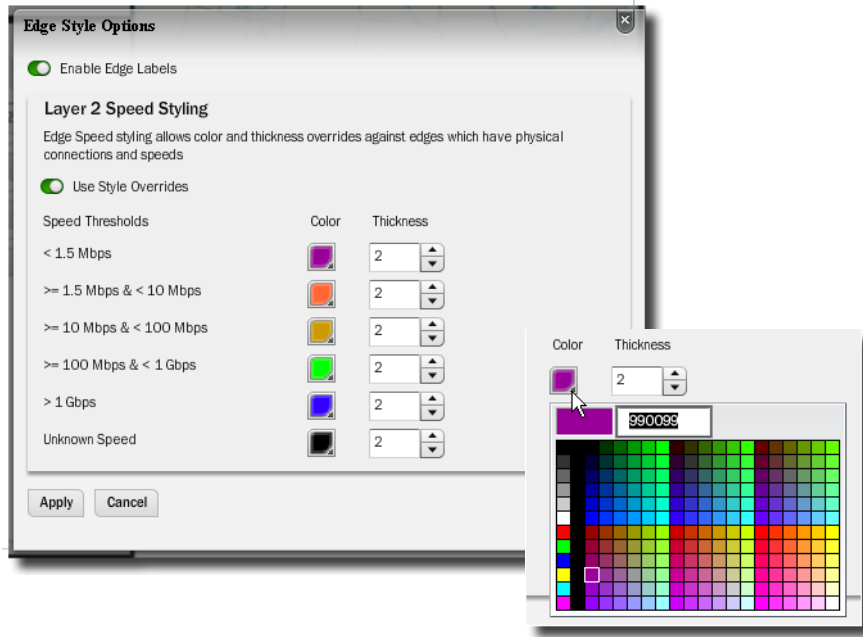 Edge Style Options
Enable Edge Labels
Layer 2 Speed Styling
Edge Speed styling allows color and thickness overrides against edges which have physical
connections and speeds
Use Style Overrides
Speed Thresholds Color Thickness
< 1.5 Mbps 2
>= 1.5 Mbps & < 10 Mbps 2
>= 10 Mbps & < 100 Mbps 2
>= 100 Mbps & < 1 Gbps 2
> 1 Gbps 2
Unknown Speed 2
Apply Cancel
Color Thickness
2
990099